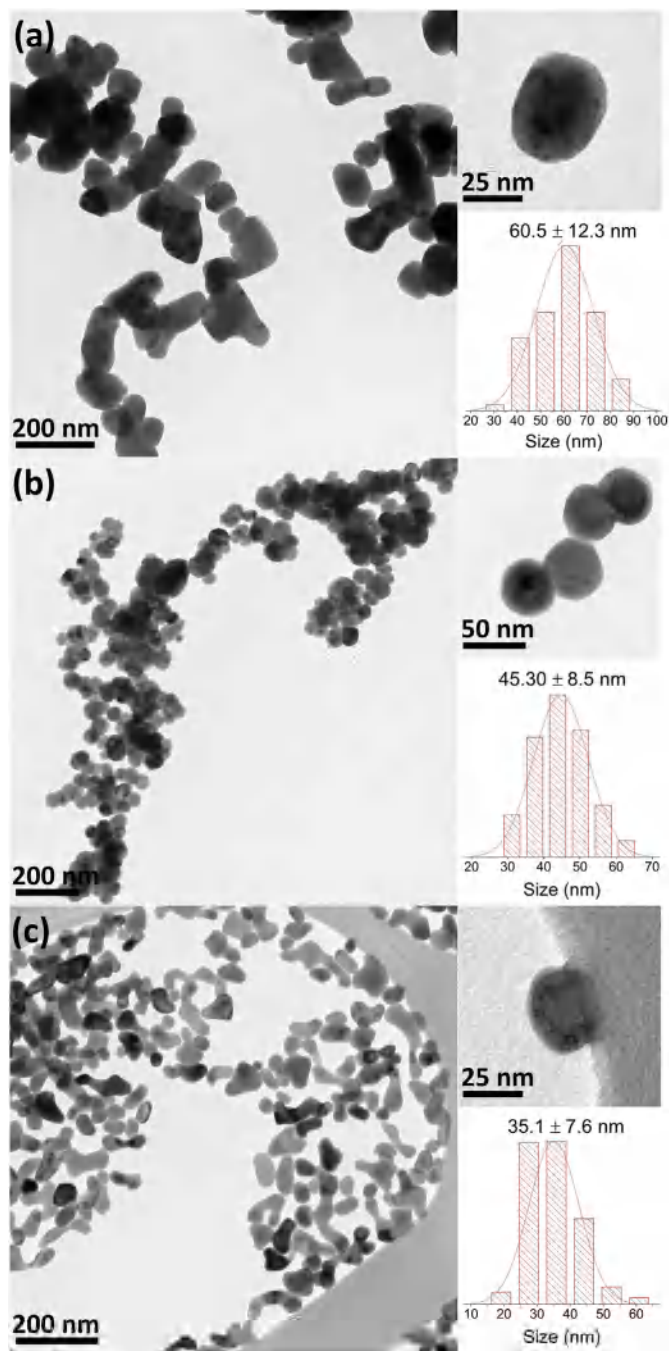 (a)
200 nm
25 nm
60.5 ± 12.3 nm
20 30 40 50 60 70 80 90 100
Size (nm)
(b)
200 nm
50 nm
45.30 ± 8.5 nm
20 30 40 50 60 70
Size (nm)
(c)
200 nm
25 nm
35.1 ± 7.6 nm
10 20 30 40 50 60
Size (nm)